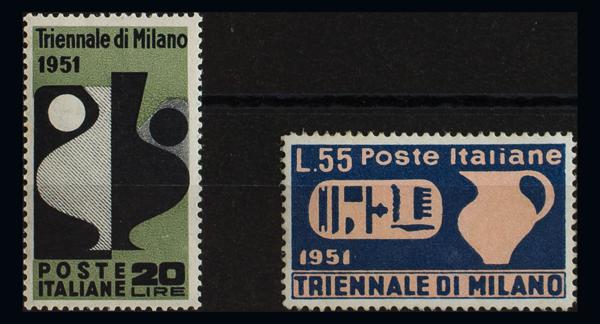 Triennale di Milano
1951
POSTE
ITALIANE
20
LIRE
L.55 Poste Italiane
1951
TRIENNALE DI MILANO